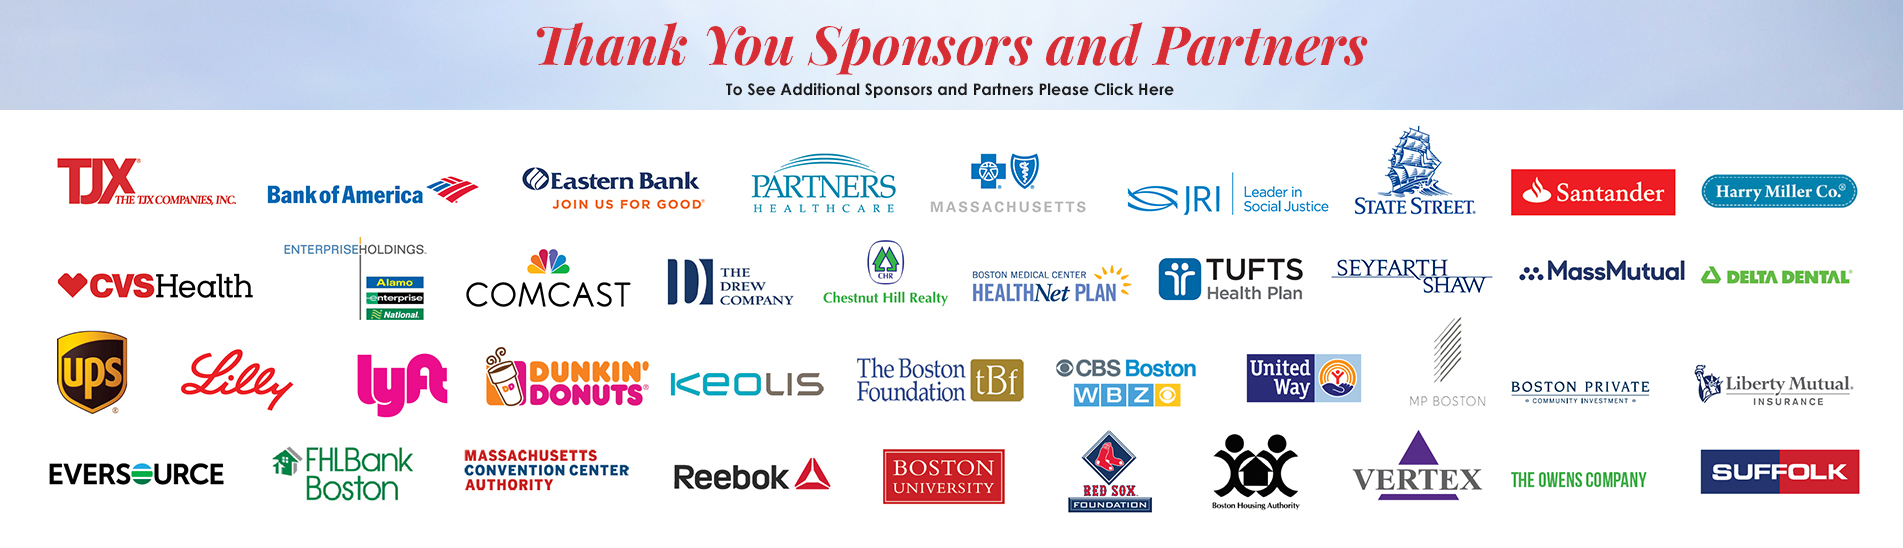 Thank You Sponsors and Partners
To See Additional Sponsors and Partners Please Click Here
TJX®
THE TJX COMPANIES, INC.
Bank of America
Eastern Bank
JOIN US FOR GOOD®
PARTNERS
HEALTHCARE
MASSACHUSETTS
JRI
Leader in
Social Justice
STATE STREET.
Santander
Harry Miller Co.®
CVSHealth
ENTERPRISE HOLDINGS.
Alamo
enterprise
National.
COMCAST
D
THE
DREW
COMPANY
CHR
Chestnut Hill Realty
BOSTON MEDICAL CENTER
HEALTHNet PLAN
TUFTS
Health Plan
SEYFARTH
SHAW
MassMutual
DELTA DENTAL®
ups®
Lilly
lyft
DD
DUNKIN'
DONUTS®
KEOLIS
The Boston
Foundation
tBf
CBS Boston
WBZ
United
Way
MP BOSTON
BOSTON PRIVATE
COMMUNITY INVESTMENT
Liberty Mutual®
INSURANCE
EVERSOURCE
FHLBank
Boston
MASSACHUSETTS
CONVENTION CENTER
AUTHORITY
Reebok
BOSTON
UNIVERSITY
RED SOX
FOUNDATION
Boston Housing Authority
VERTEX
THE OWENS COMPANY
SUFFOLK